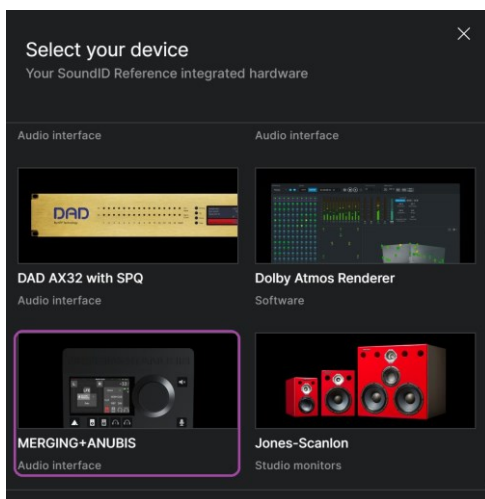 Select your device
Your SoundID Reference integrated hardware
Audio interface
Audio interface
DAD
DAD AX32 with SPQ
Audio interface
Dolby Atmos Renderer
Software
MERGING+ANUBIS
Audio interface
Jones-Scanlon
Studio monitors